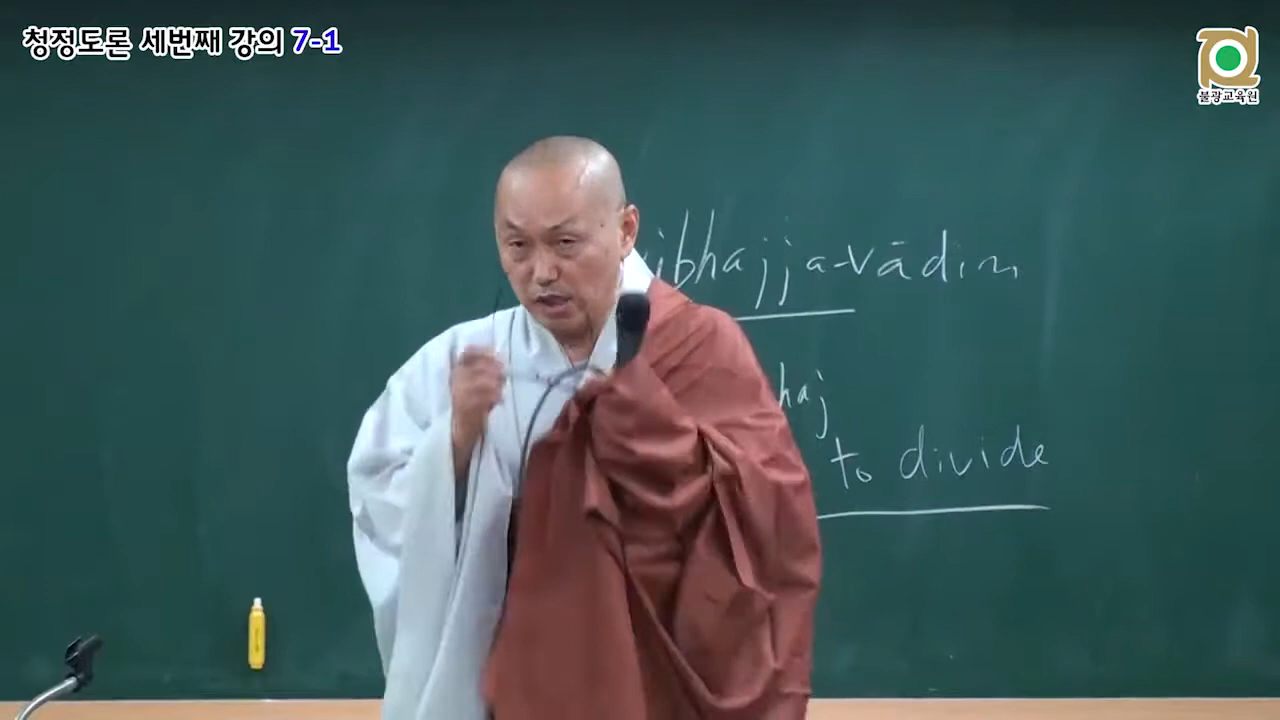 청정도론 세번째 강의 7-1
불광교육원
ibhajja-vādin
haj
to divide